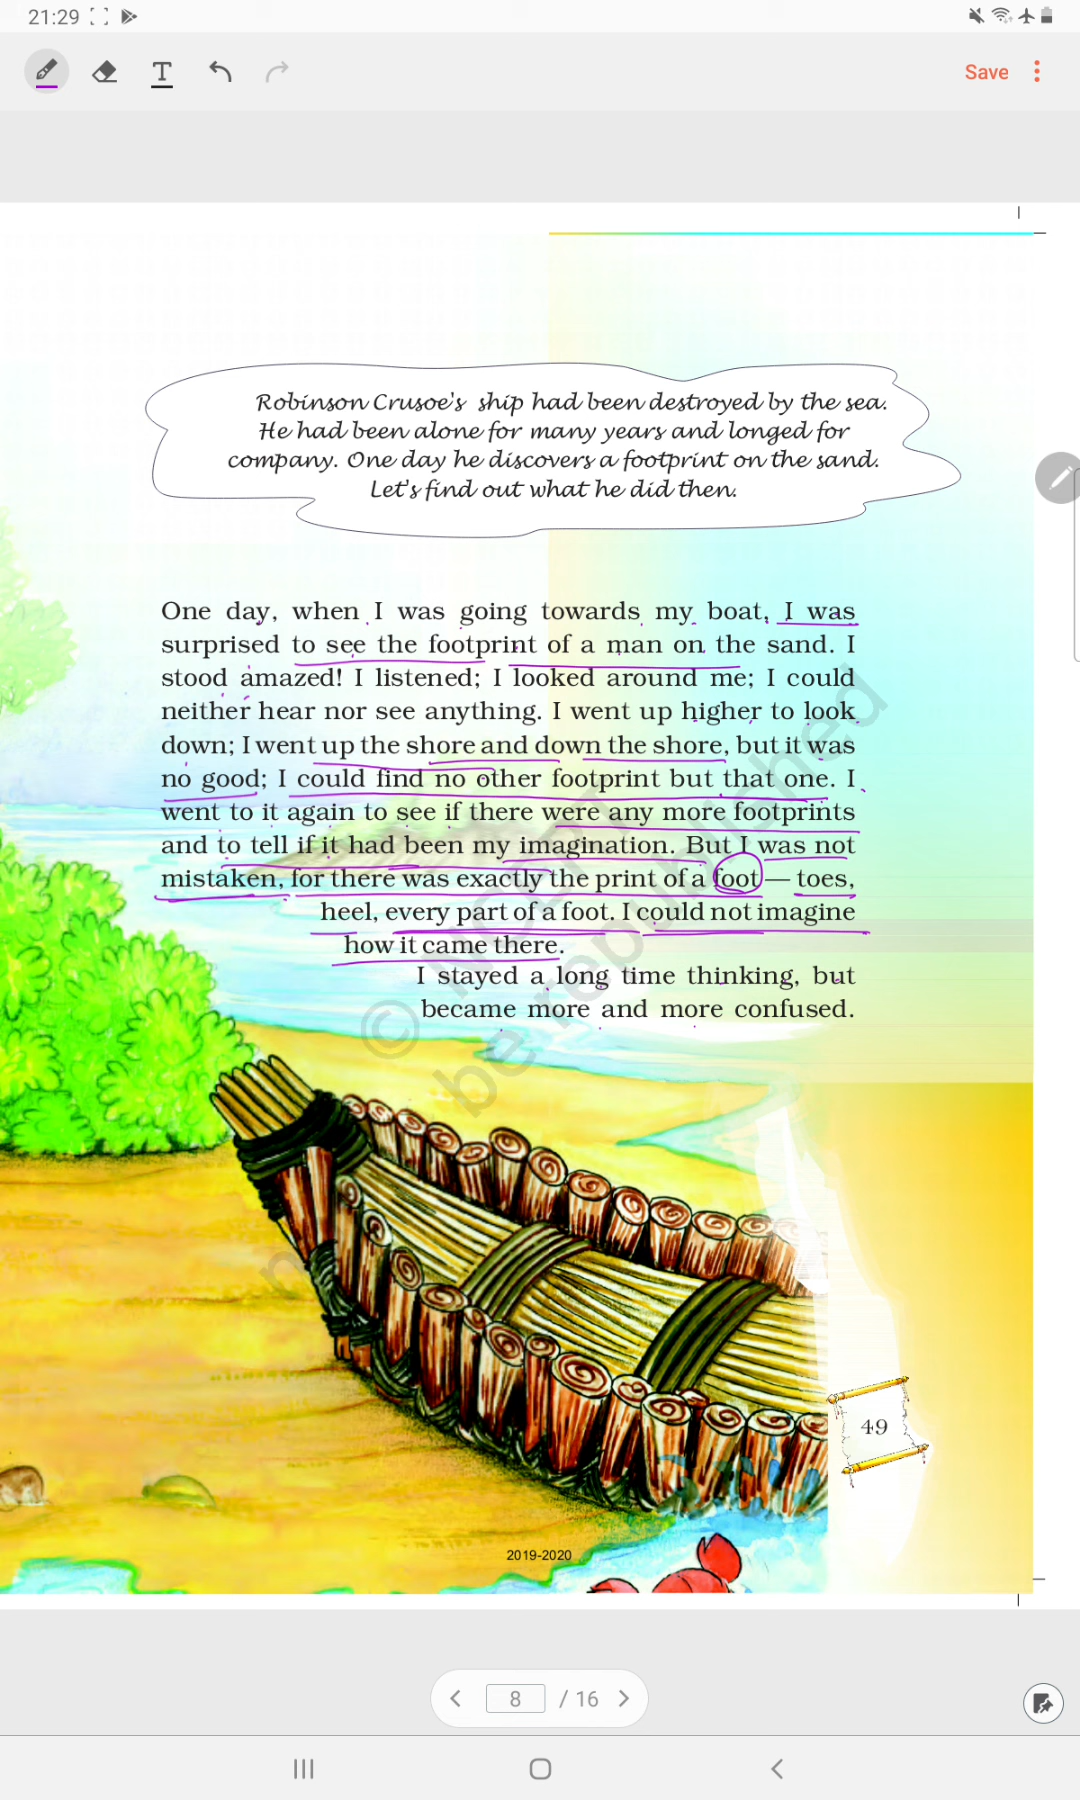 21:29
Save
Robinson Crusoe's ship had been destroyed by the sea.
He had been alone for many years and longed for
company. One day he discovers a footprint on the sand.
Let's find out what he did then.
One day, when I was going towards my boat, I was
surprised to see the footprint of a man on the sand. I
stood amazed! I listened; I looked around me; I could
neither hear nor see anything. I went up higher to look
down; I went up the shore and down the shore, but it was
no good; I could find no other footprint but that one. I
went to it again to see if there were any more footprints
and to tell if it had been my imagination. But I was not
mistaken, for there was exactly the print of a foot — toes,
heel, every part of a foot. I could not imagine
how it came there.
I stayed a long time thinking, but
became more and more confused.
© NCERT
be republished
49
2019-2020
8 / 16